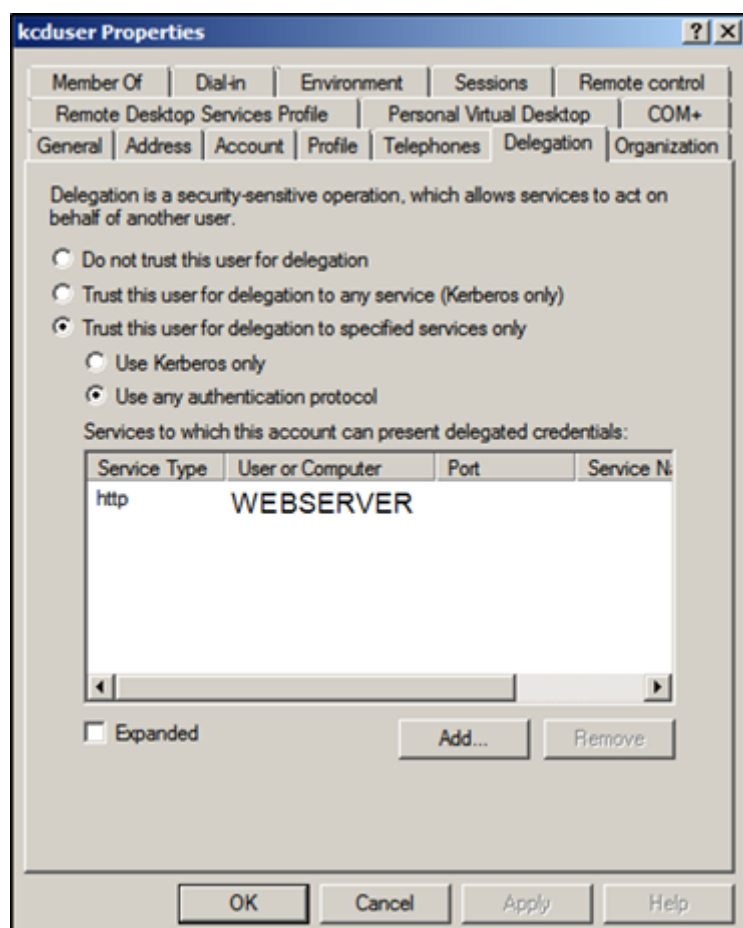 kcduser Properties
Member Of Dial-in Environment Sessions Remote control
Remote Desktop Services Profile Personal Virtual Desktop COM+
General Address Account Profile Telephones Delegation Organization
Delegation is a security-sensitive operation, which allows services to act on
behalf of another user.
Do not trust this user for delegation
Trust this user for delegation to any service (Kerberos only)
Trust this user for delegation to specified services only
Use Kerberos only
Use any authentication protocol
Services to which this account can present delegated credentials:
Service Type User or Computer Port Service Na
http WEBSERVER
Expanded Add... Remove
OK Cancel Apply Help